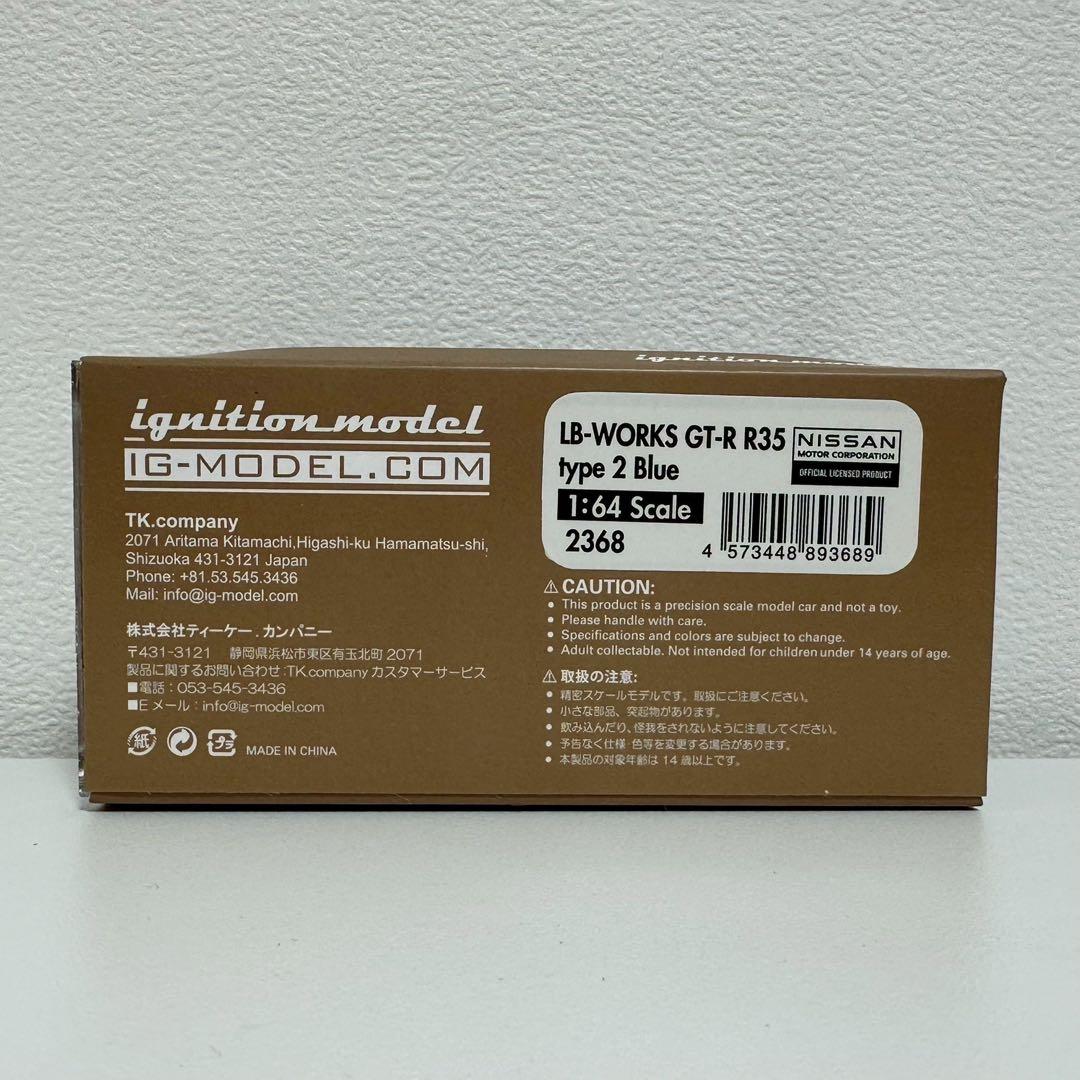 ignition model
ignition model
IG-MODEL.COM
TK.company
2071 Aritama Kitamachi,Higashi-ku Hamamatsu-shi,
Shizuoka 431-3121 Japan
Phone: +81.53.545.3436
Mail: info@ig-model.com
株式会社ティーケー . カンパニー
〒431-3121 静岡県浜松市東区有玉北町 2071
製品に関するお問い合わせ:TK.company カスタマーサービス
■電話 : 053-545-3436
■E メール : info@ig-model.com
紙
プラ
MADE IN CHINA
LB-WORKS GT-R R35
type 2 Blue
NISSAN
MOTOR CORPORATION
OFFICIAL LICENSED PRODUCT
1:64 Scale
2368
4 573448 893689
⚠ CAUTION:
• This product is a precision scale model car and not a toy.
• Please handle with care.
• Specifications and colors are subject to change.
• Adult collectable. Not intended for children under 14 years of age.
⚠ 取扱の注意:
• 精密スケールモデルです。取扱にご注意ください。
• 小さな部品、突起物があります。
• 飲み込んだり、怪我をされないように注意してください。
• 予告なく仕様・色等を変更する場合があります。
• 本製品の対象年齢は 14 歳以上です。